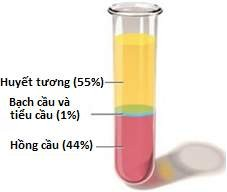 Huyết tương (55%)
Bạch cầu và
tiểu cầu (1%)
Hồng cầu (44%)